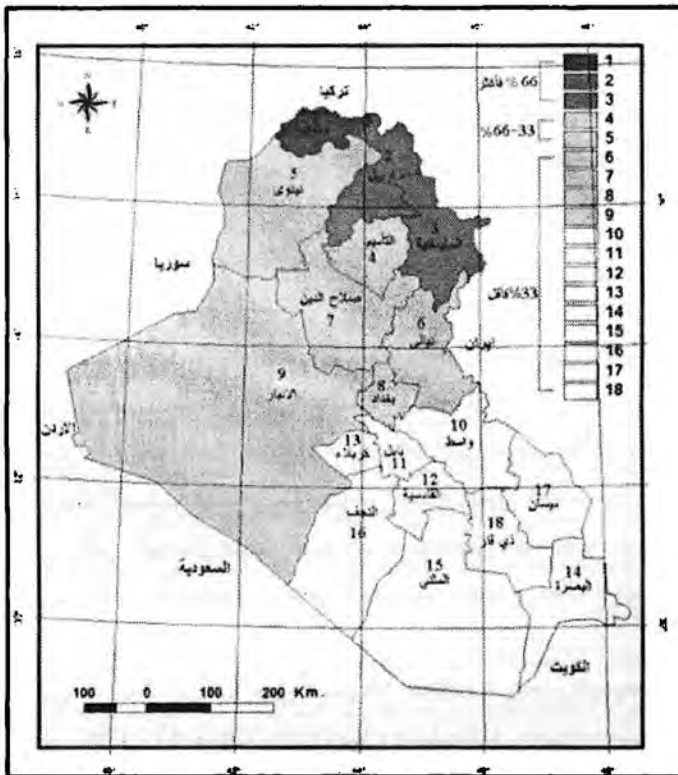 تركيا
سوريا
ايران
الاردن
السعودية
الكويت
2
3
السليمانية
التأميم
4
5
نينوى
6
ديالى
صلاح الدين
7
8
بغداد
9
الانبار
10
واسط
بابل
11
12
القادسية
13
كربلاء
14
البصرة
15
المثنى
النجف
16
17
ميسان
18
ذي قار
66% فأكثر
33-66%
33% فأقل
1
2
3
4
5
6
7
8
9
10
11
12
13
14
15
16
17
18
100 0 100 200 Km.